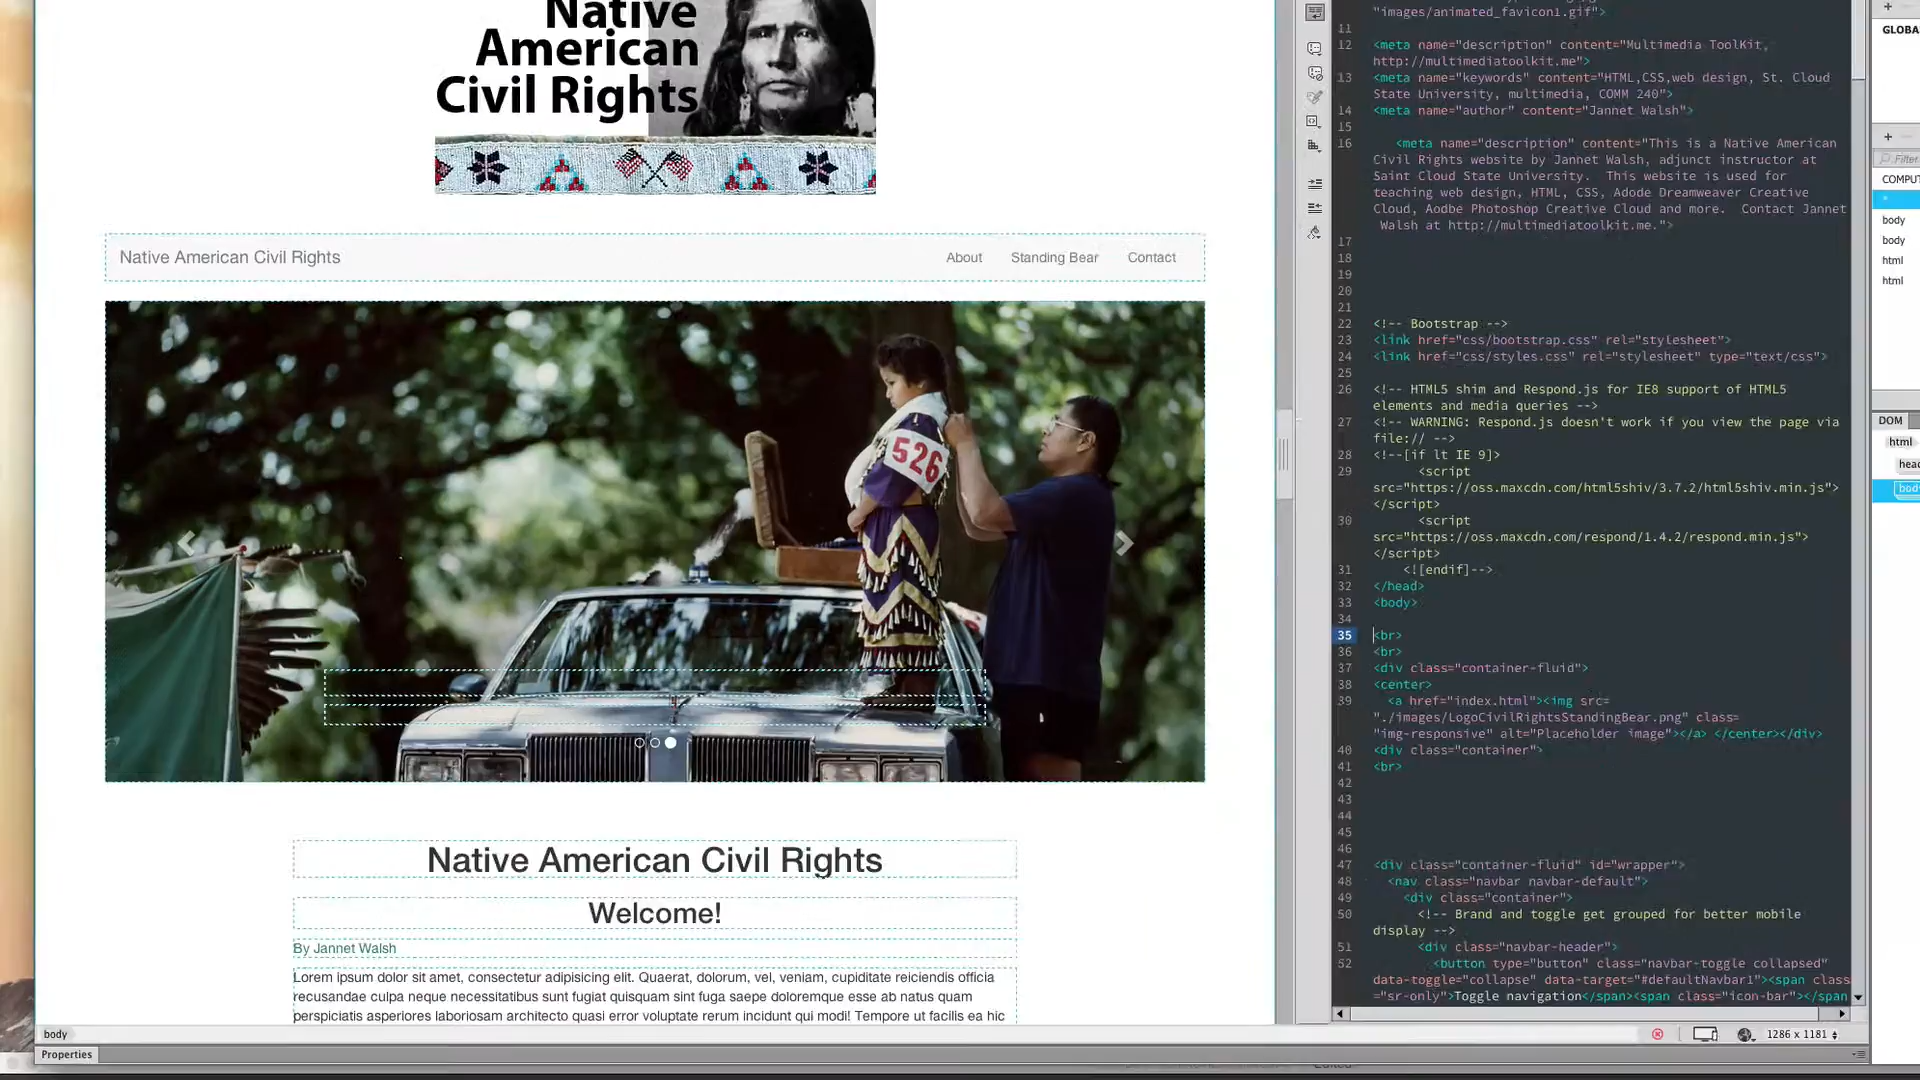 Native
American
Civil Rights
Native American Civil Rights
About
Standing Bear
Contact
526
Native American Civil Rights
Welcome!
By Jannet Walsh
Lorem ipsum dolor sit amet, consectetur adipisicing elit. Quaerat, dolorum, vel, veniam, cupiditate reiciendis officia
recusandae culpa neque necessitatibus sunt fugiat quisquam sint fuga saepe doloremque esse ab natus quam
perspiciatis asperiores laboriosam architecto quasi error voluptate rerum incidunt qui modi! Tempore ut facilis ea hic
body
Properties
"images/animated_favicon1.gif">
11
12 <meta name="description" content="Multimedia ToolKit,
http://multimediatoolkit.me">
13 <meta name="keywords" content="HTML,CSS,web design, St. Cloud
State University, multimedia, COMM 240">
14 <meta name="author" content="Jannet Walsh">
15
16 <meta name="description" content="This is a Native American
Civil Rights website by Jannet Walsh, adjunct instructor at
Saint Cloud State University.  This website is used for
teaching web design, HTML, CSS, Adode Dreamweaver Creative
Cloud, Aodbe Photoshop Creative Cloud and more.  Contact Jannet
Walsh at http://multimediatoolkit.me.">
17
18
19
20
21
22 <!-- Bootstrap -->
23 <link href="css/bootstrap.css" rel="stylesheet">
24 <link href="css/styles.css" rel="stylesheet" type="text/css">
25
26 <!-- HTML5 shim and Respond.js for IE8 support of HTML5
elements and media queries -->
27 <!-- WARNING: Respond.js doesn't work if you view the page via
file:// -->
28 <!--[if lt IE 9]>
29 <script
src="https://oss.maxcdn.com/html5shiv/3.7.2/html5shiv.min.js">
</script>
30 <script
src="https://oss.maxcdn.com/respond/1.4.2/respond.min.js">
</script>
31 <![endif]-->
32 </head>
33 <body>
34
35 <br>
36 <br>
37 <div class="container-fluid">
38 <center>
39 <a href="index.html"><img src=
"./images/LogoCivilRightsStandingBear.png" class=
"img-responsive" alt="Placeholder image"></a> </center></div>
40 <div class="container">
41 <br>
42
43
44
45
46
47 <div class="container-fluid" id="wrapper">
48 <nav class="navbar navbar-default">
49 <div class="container">
50 <!-- Brand and toggle get grouped for better mobile
display -->
51 <div class="navbar-header">
52 <button type="button" class="navbar-toggle collapsed"
data-toggle="collapse" data-target="#defaultNavbar1"><span class
="sr-only">Toggle navigation</span><span class="icon-bar"></span
1286 x 1181
GLOBA
Filter
COMPUT
*
body
body
html
html
DOM
html
head
body